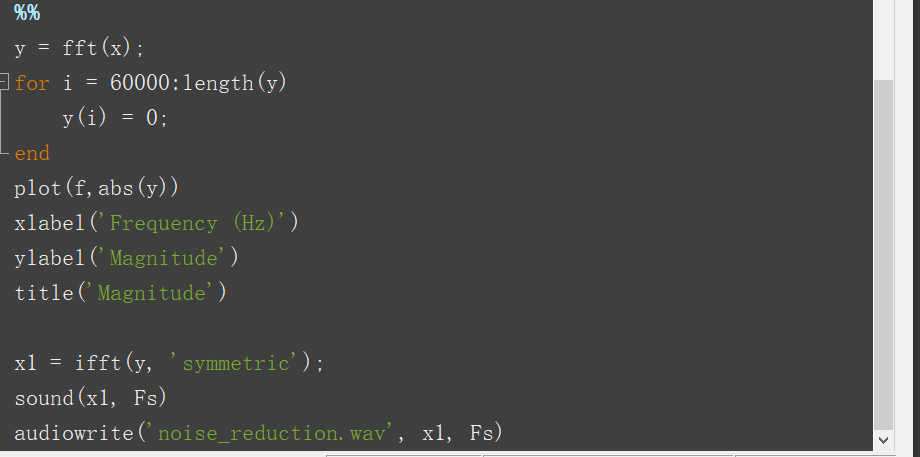 %%
y = fft(x);
for i = 60000:length(y)
    y(i) = 0;
end
plot(f,abs(y))
xlabel('Frequency (Hz)')
ylabel('Magnitude')
title('Magnitude')
x1 = ifft(y, 'symmetric');
sound(x1, Fs)
audiowrite('noise_reduction.wav', x1, Fs)